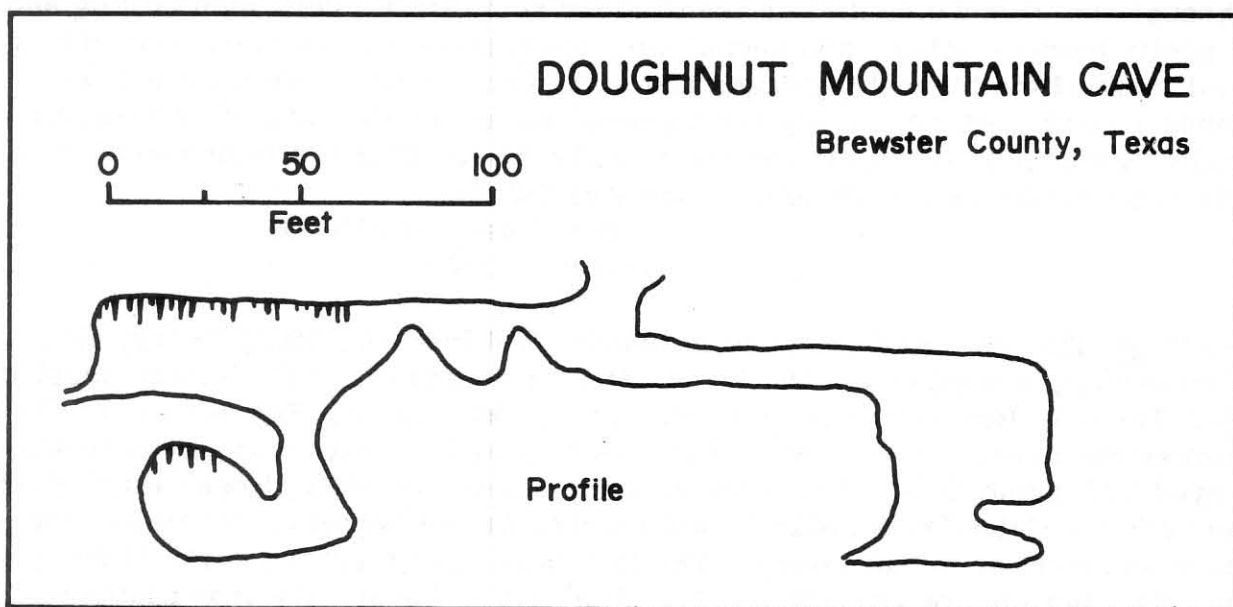 DOUGHNUT MOUNTAIN CAVE
Brewster County, Texas
0 50 100
Feet
Profile